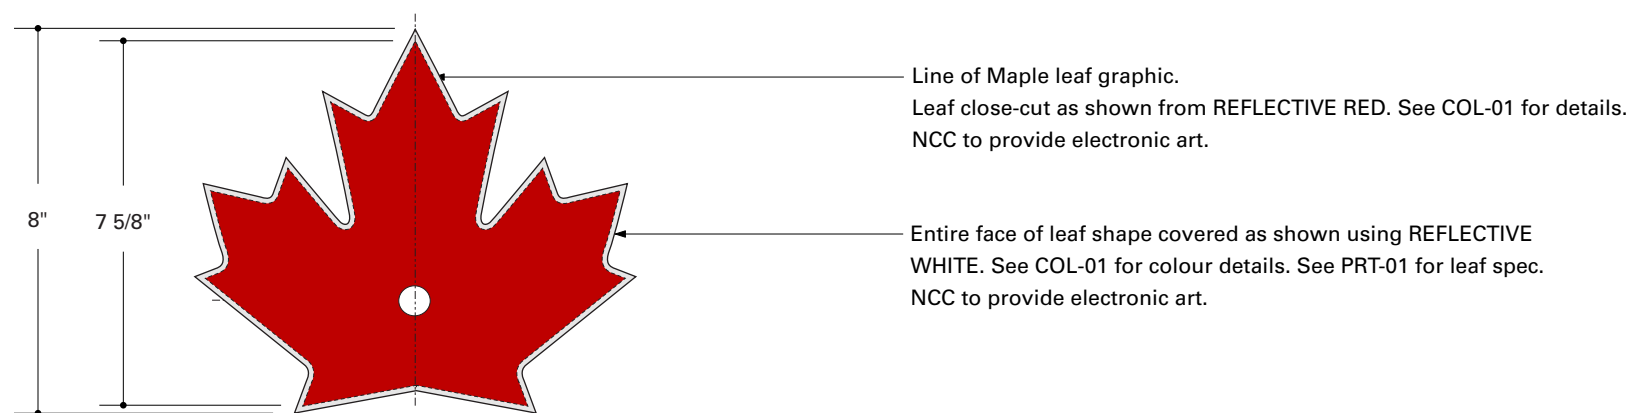 Line of Maple leaf graphic.
Leaf close-cut as shown from REFLECTIVE RED. See COL-01 for details.
NCC to provide electronic art.
8"
7 5/8"
Entire face of leaf shape covered as shown using REFLECTIVE
WHITE. See COL-01 for colour details. See PRT-01 for leaf spec.
NCC to provide electronic art.